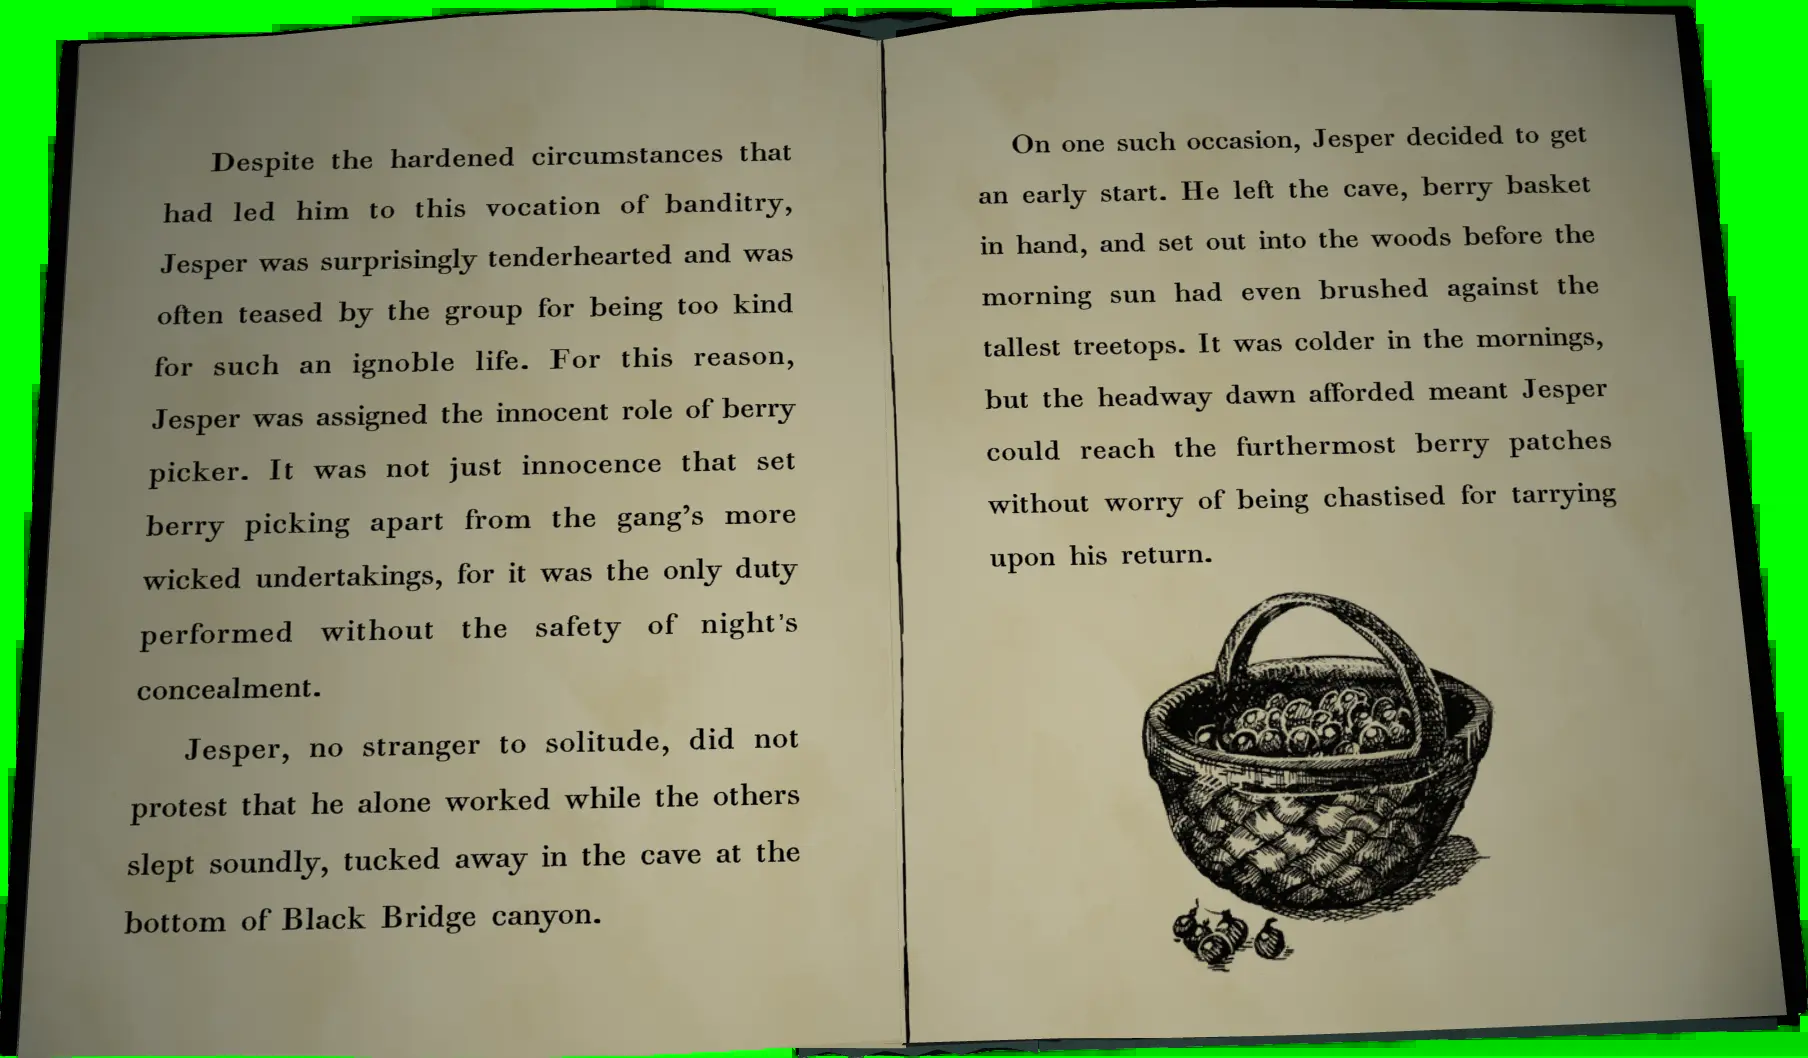 Despite the hardened circumstances that
had led him to this vocation of banditry,
Jesper was surprisingly tenderhearted and was
often teased by the group for being too kind
for such an ignoble life. For this reason,
Jesper was assigned the innocent role of berry
picker. It was not just innocence that set
berry picking apart from the gang's more
wicked undertakings, for it was the only duty
performed without the safety of night's
concealment.
Jesper, no stranger to solitude, did not
protest that he alone worked while the others
slept soundly, tucked away in the cave at the
bottom of Black Bridge canyon.
On one such occasion, Jesper decided to get
an early start. He left the cave, berry basket
in hand, and set out into the woods before the
morning sun had even brushed against the
tallest treetops. It was colder in the mornings,
but the headway dawn afforded meant Jesper
could reach the furthermost berry patches
without worry of being chastised for tarrying
upon his return.